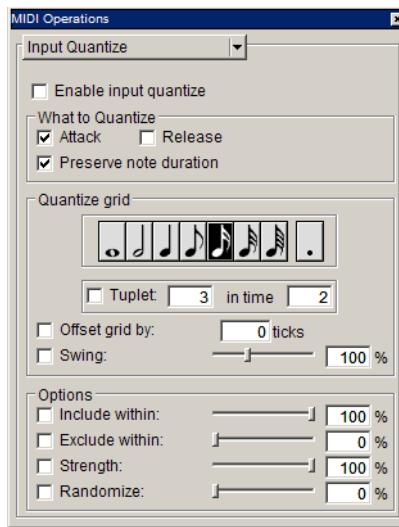 MIDI Operations
Input Quantize
Enable input quantize
What to Quantize
Attack Release
Preserve note duration
Quantize grid
Tuplet: 3 in time 2
Offset grid by: 0 ticks
Swing: 100 %
Options
Include within: 100 %
Exclude within: 0 %
Strength: 100 %
Randomize: 0 %